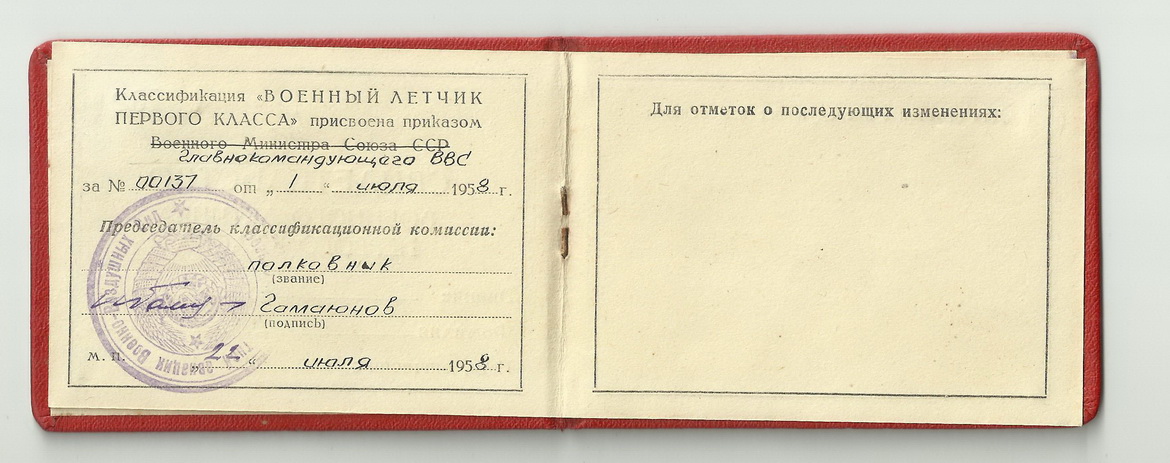 Классификация «ВОЕННЫЙ ЛЕТЧИК
ПЕРВОГО КЛАССА» присвоена приказом
Военного Министра Союза ССР
Главнокомандующего ВВС
за № 00137 от „1“ июля 1958 г.
Председатель классификационной комиссии:
полковник
(звание)
Гамаюнов
(подпись)
М. П. „22“ июля 1958 г.
Для отметок о последующих изменениях: